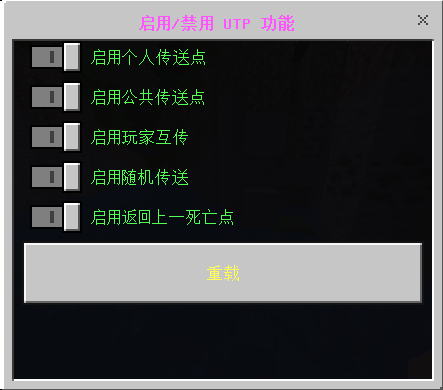 启用/禁用 UTP 功能
启用个人传送点
启用公共传送点
启用玩家互传
启用随机传送
启用返回上一死亡点
重载